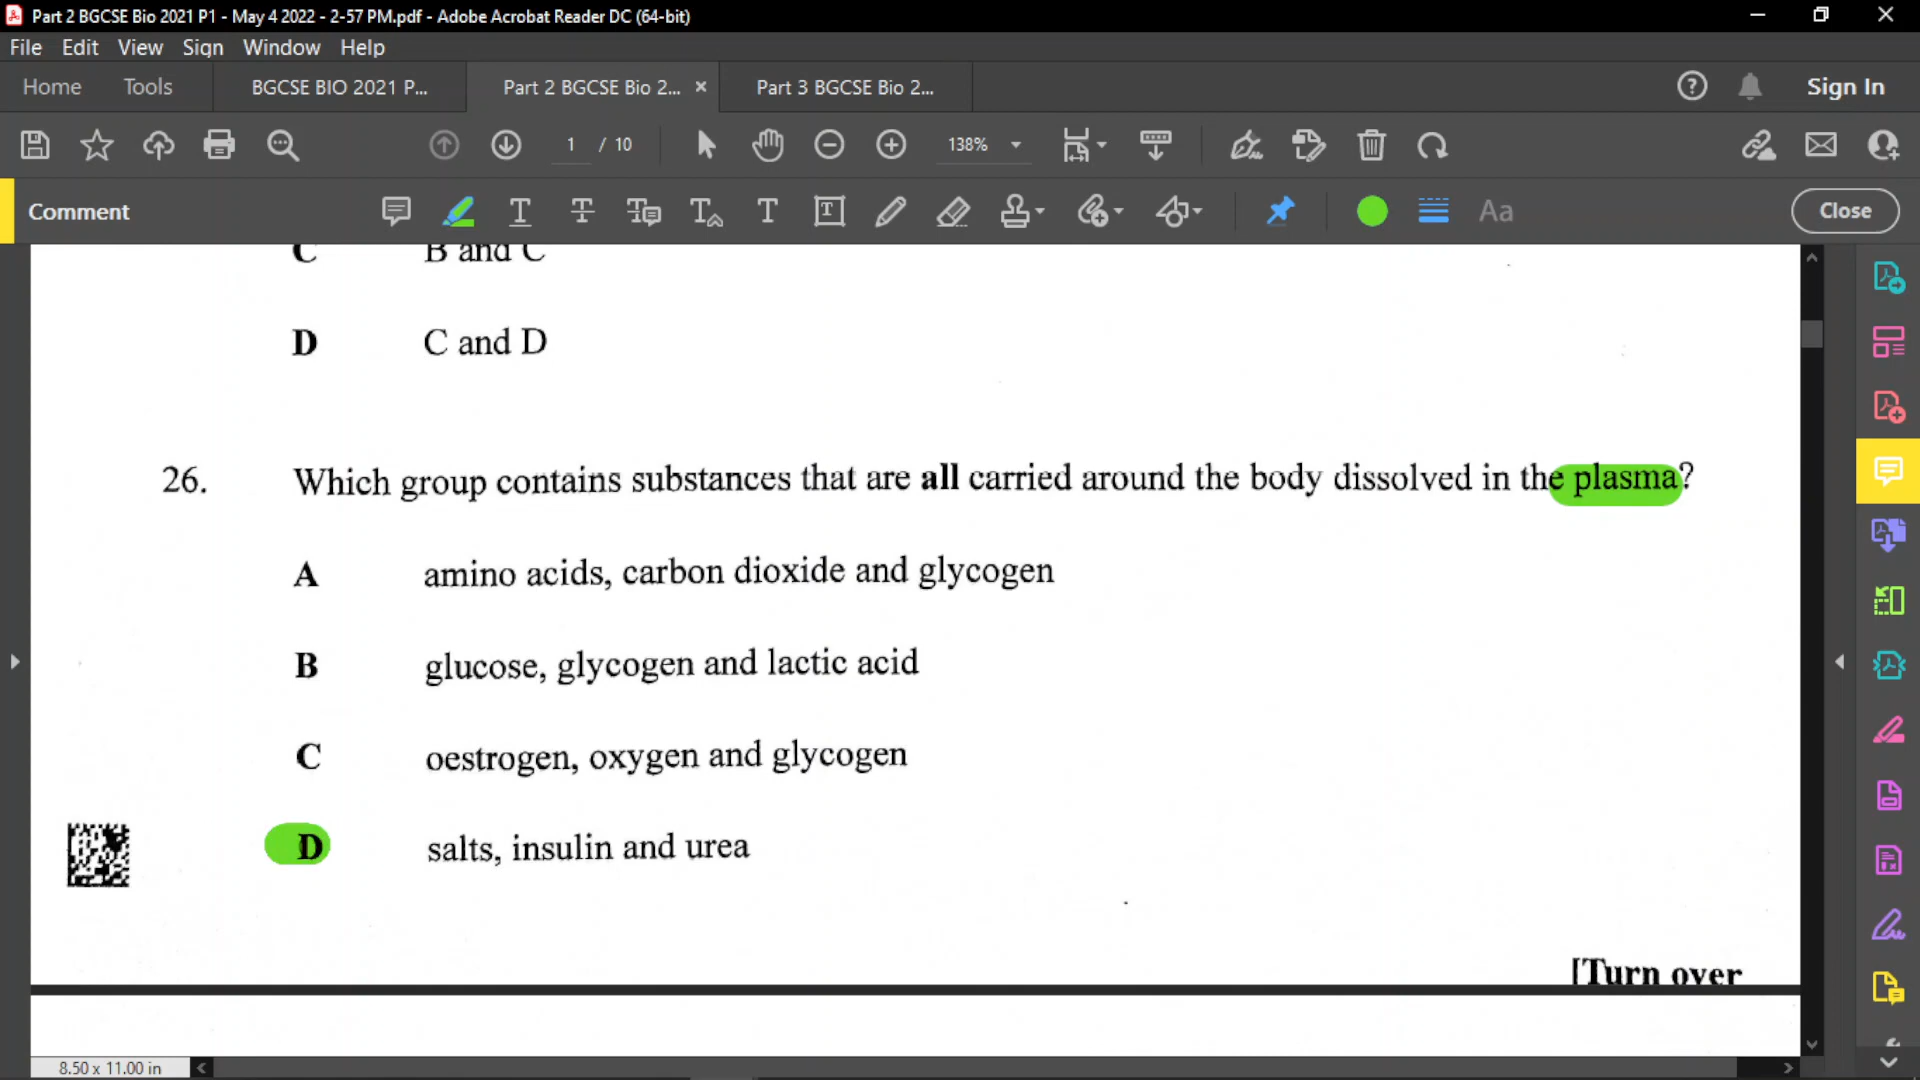 Part 2 BGCSE Bio 2021 P1 - May 4 2022 - 2-57 PM.pdf - Adobe Acrobat Reader DC (64-bit)
File Edit View Sign Window Help
Home Tools BGCSE BIO 2021 P... Part 2 BGCSE Bio 2... × Part 3 BGCSE Bio 2... Sign In
1 / 10 138%
Comment Aa Close
C B and C
D C and D
26. Which group contains substances that are all carried around the body dissolved in the plasma?
A amino acids, carbon dioxide and glycogen
B glucose, glycogen and lactic acid
C oestrogen, oxygen and glycogen
D salts, insulin and urea
[Turn over
8.50 x 11.00 in